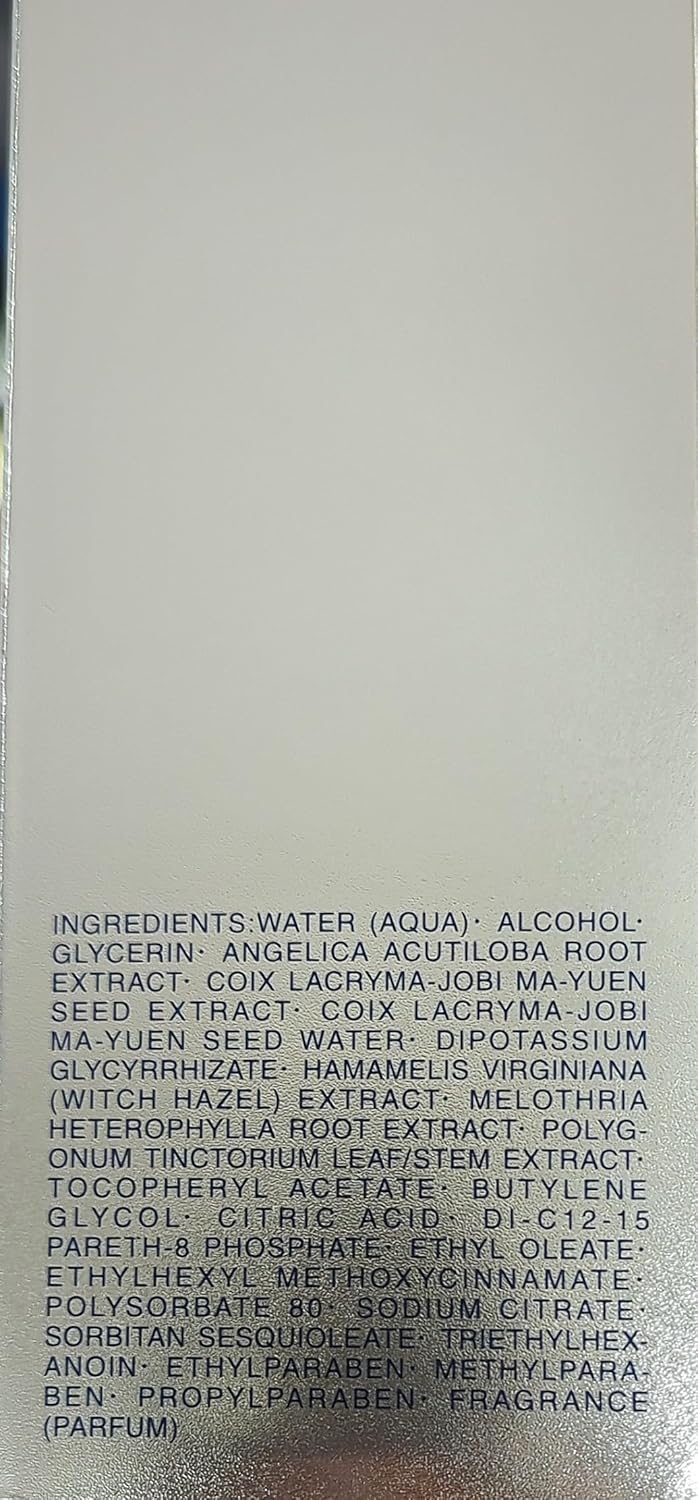 INGREDIENTS:WATER (AQUA)· ALCOHOL·
GLYCERIN· ANGELICA ACUTILOBA ROOT
EXTRACT· COIX LACRYMA-JOBI MA-YUEN
SEED EXTRACT· COIX LACRYMA-JOBI
MA-YUEN SEED WATER· DIPOTASSIUM
GLYCYRRHIZATE· HAMAMELIS VIRGINIANA
(WITCH HAZEL) EXTRACT· MELOTHRIA
HETEROPHYLLA ROOT EXTRACT· POLYG-
ONUM TINCTORIUM LEAF/STEM EXTRACT·
TOCOPHERYL ACETATE· BUTYLENE
GLYCOL· CITRIC ACID· DI-C12-15
PARETH-8 PHOSPHATE· ETHYL OLEATE·
ETHYLHEXYL METHOXYCINNAMATE·
POLYSORBATE 80· SODIUM CITRATE·
SORBITAN SESQUIOLEATE· TRIETHYLHEX-
ANOIN· ETHYLPARABEN· METHYLPARA-
BEN· PROPYLPARABEN· FRAGRANCE
(PARFUM)